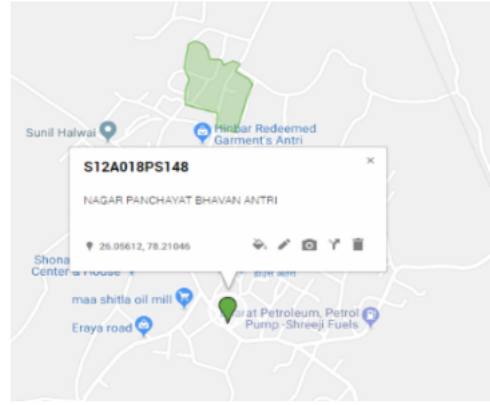 Sunil Halwai
Hinbar Redeemed
Garment's Antri
S12A018PS148
×
NAGAR PANCHAYAT BHAVAN ANTRI
26.05612, 78.21046
Shona
Center & House
maa shitla oil mill
Eraya road
Bharat Petroleum, Petrol
Pump -Shreeji Fuels